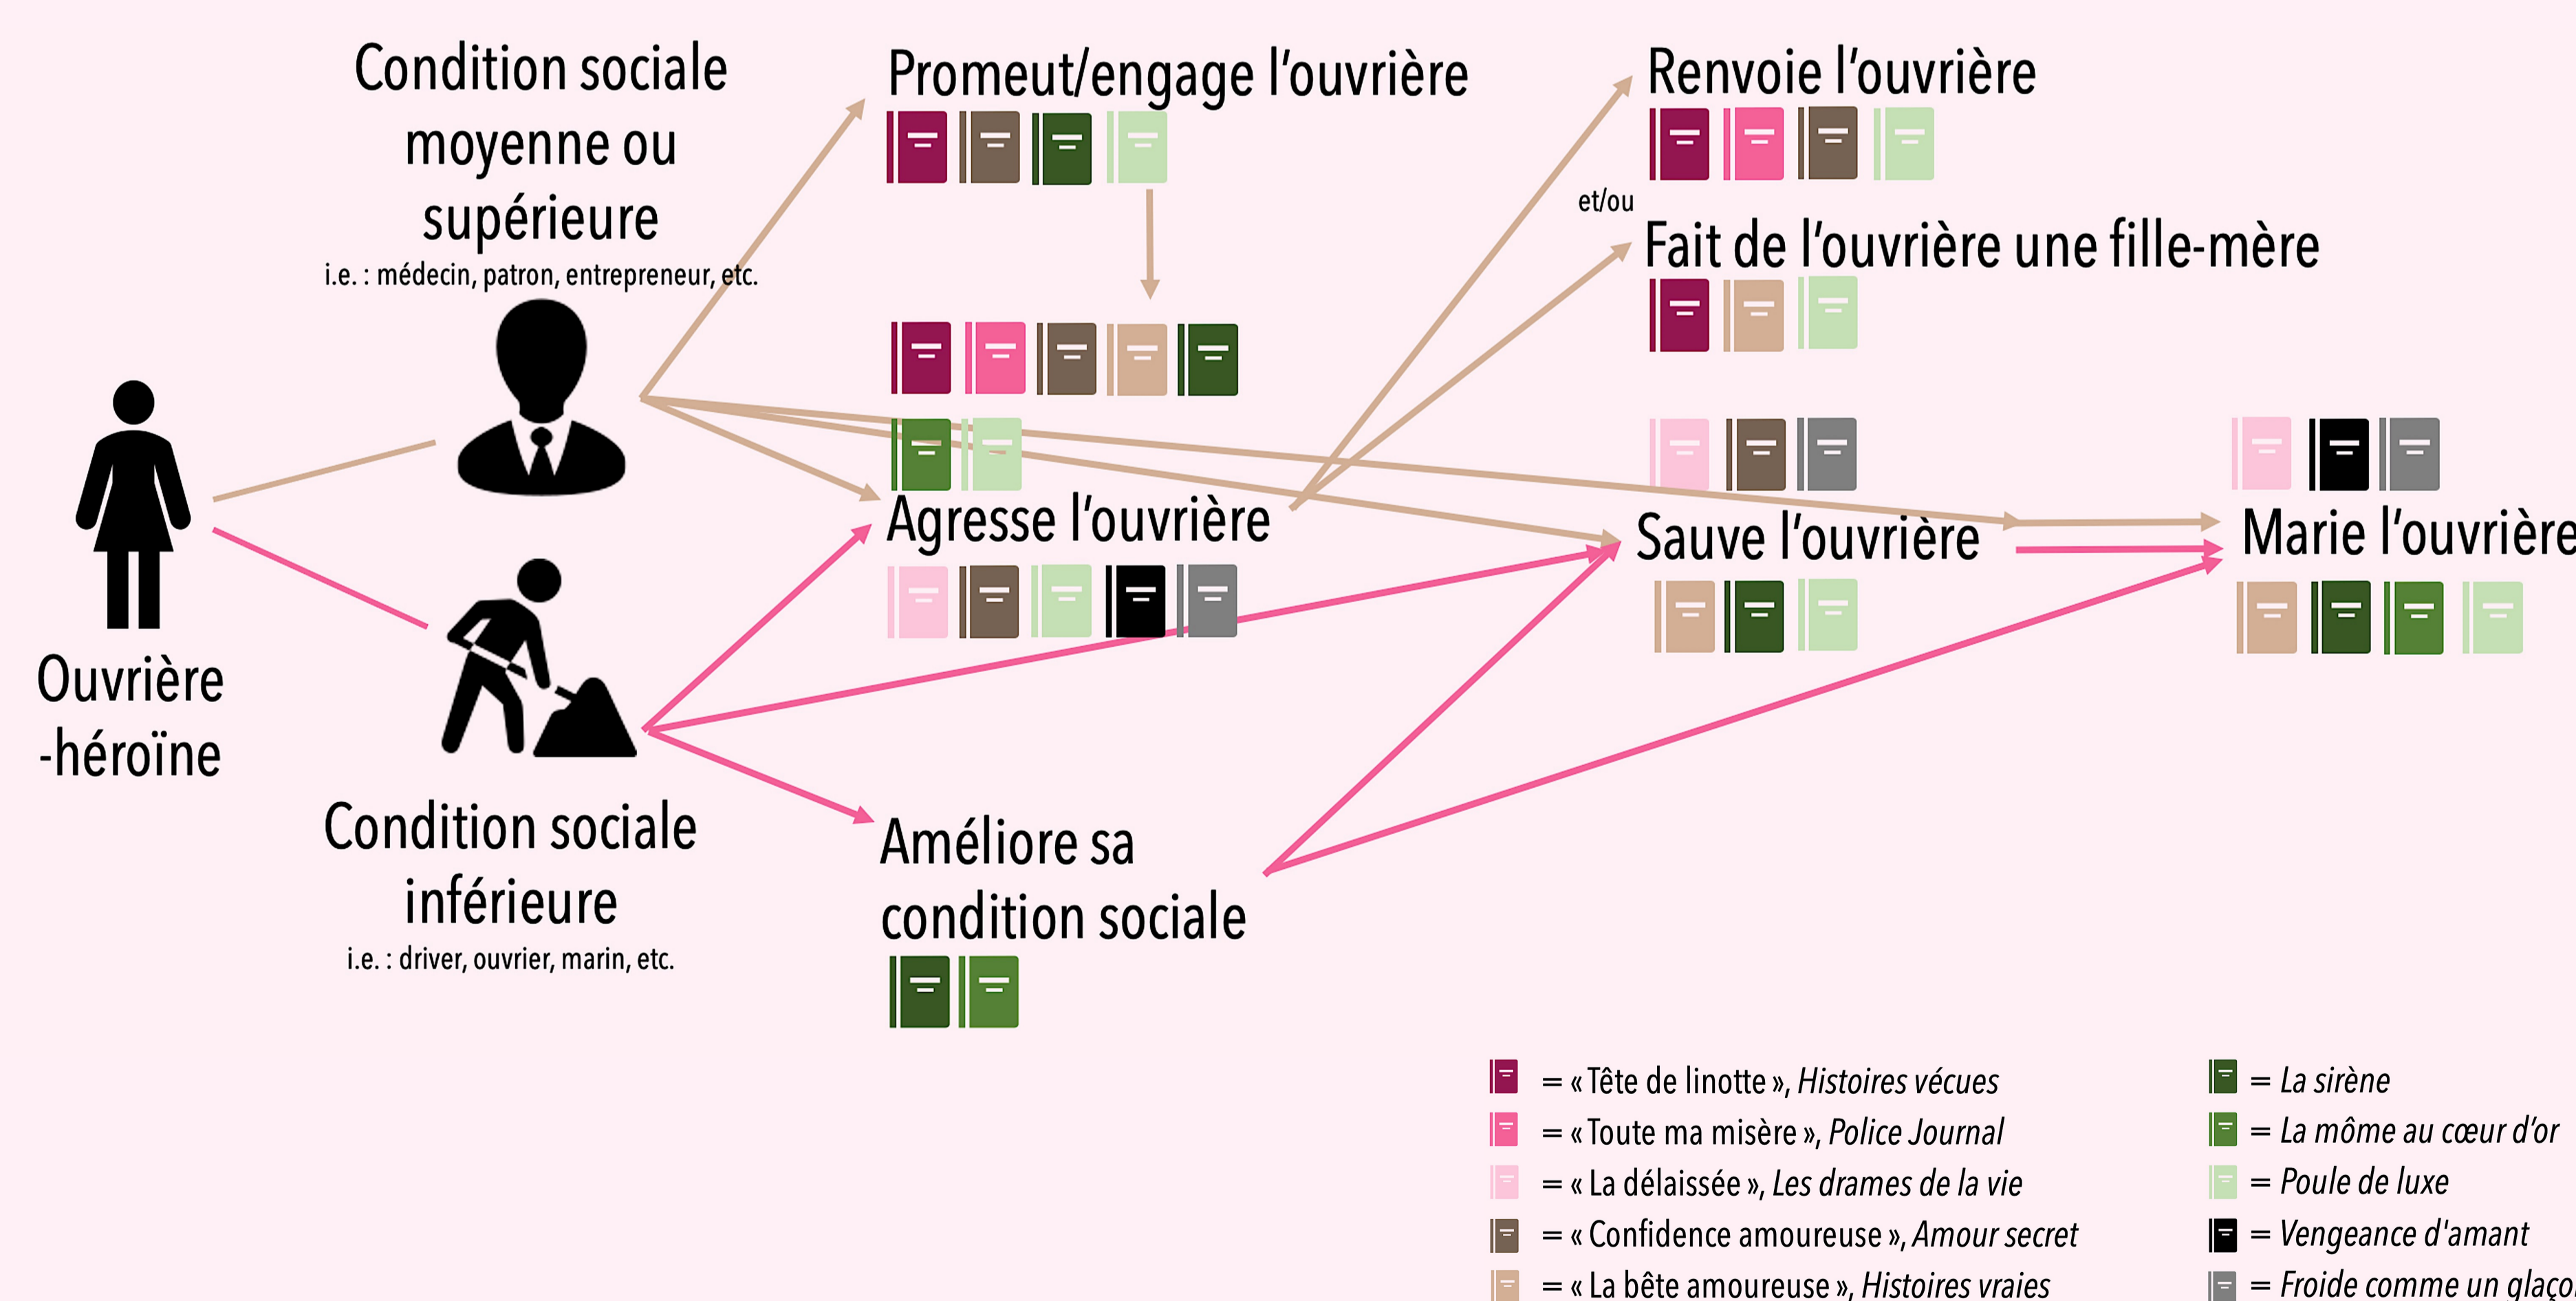 Condition sociale
moyenne ou
supérieure
i.e. : médecin, patron, entrepreneur, etc.
Promeut/engage l'ouvrière
Renvoie l'ouvrière
et/ou
Fait de l'ouvrière une fille-mère
Agresse l'ouvrière
Sauve l'ouvrière
Marie l'ouvrière
Ouvrière
-héroïne
Condition sociale
inférieure
i.e. : driver, ouvrier, marin, etc.
Améliore sa
condition sociale
= « Tête de linotte », Histoires vécues
= « Toute ma misère », Police Journal
= « La délaissée », Les drames de la vie
= « Confidence amoureuse », Amour secret
= « La bête amoureuse », Histoires vraies
= La sirène
= La môme au cœur d'or
= Poule de luxe
= Vengeance d'amant
= Froide comme un glaço